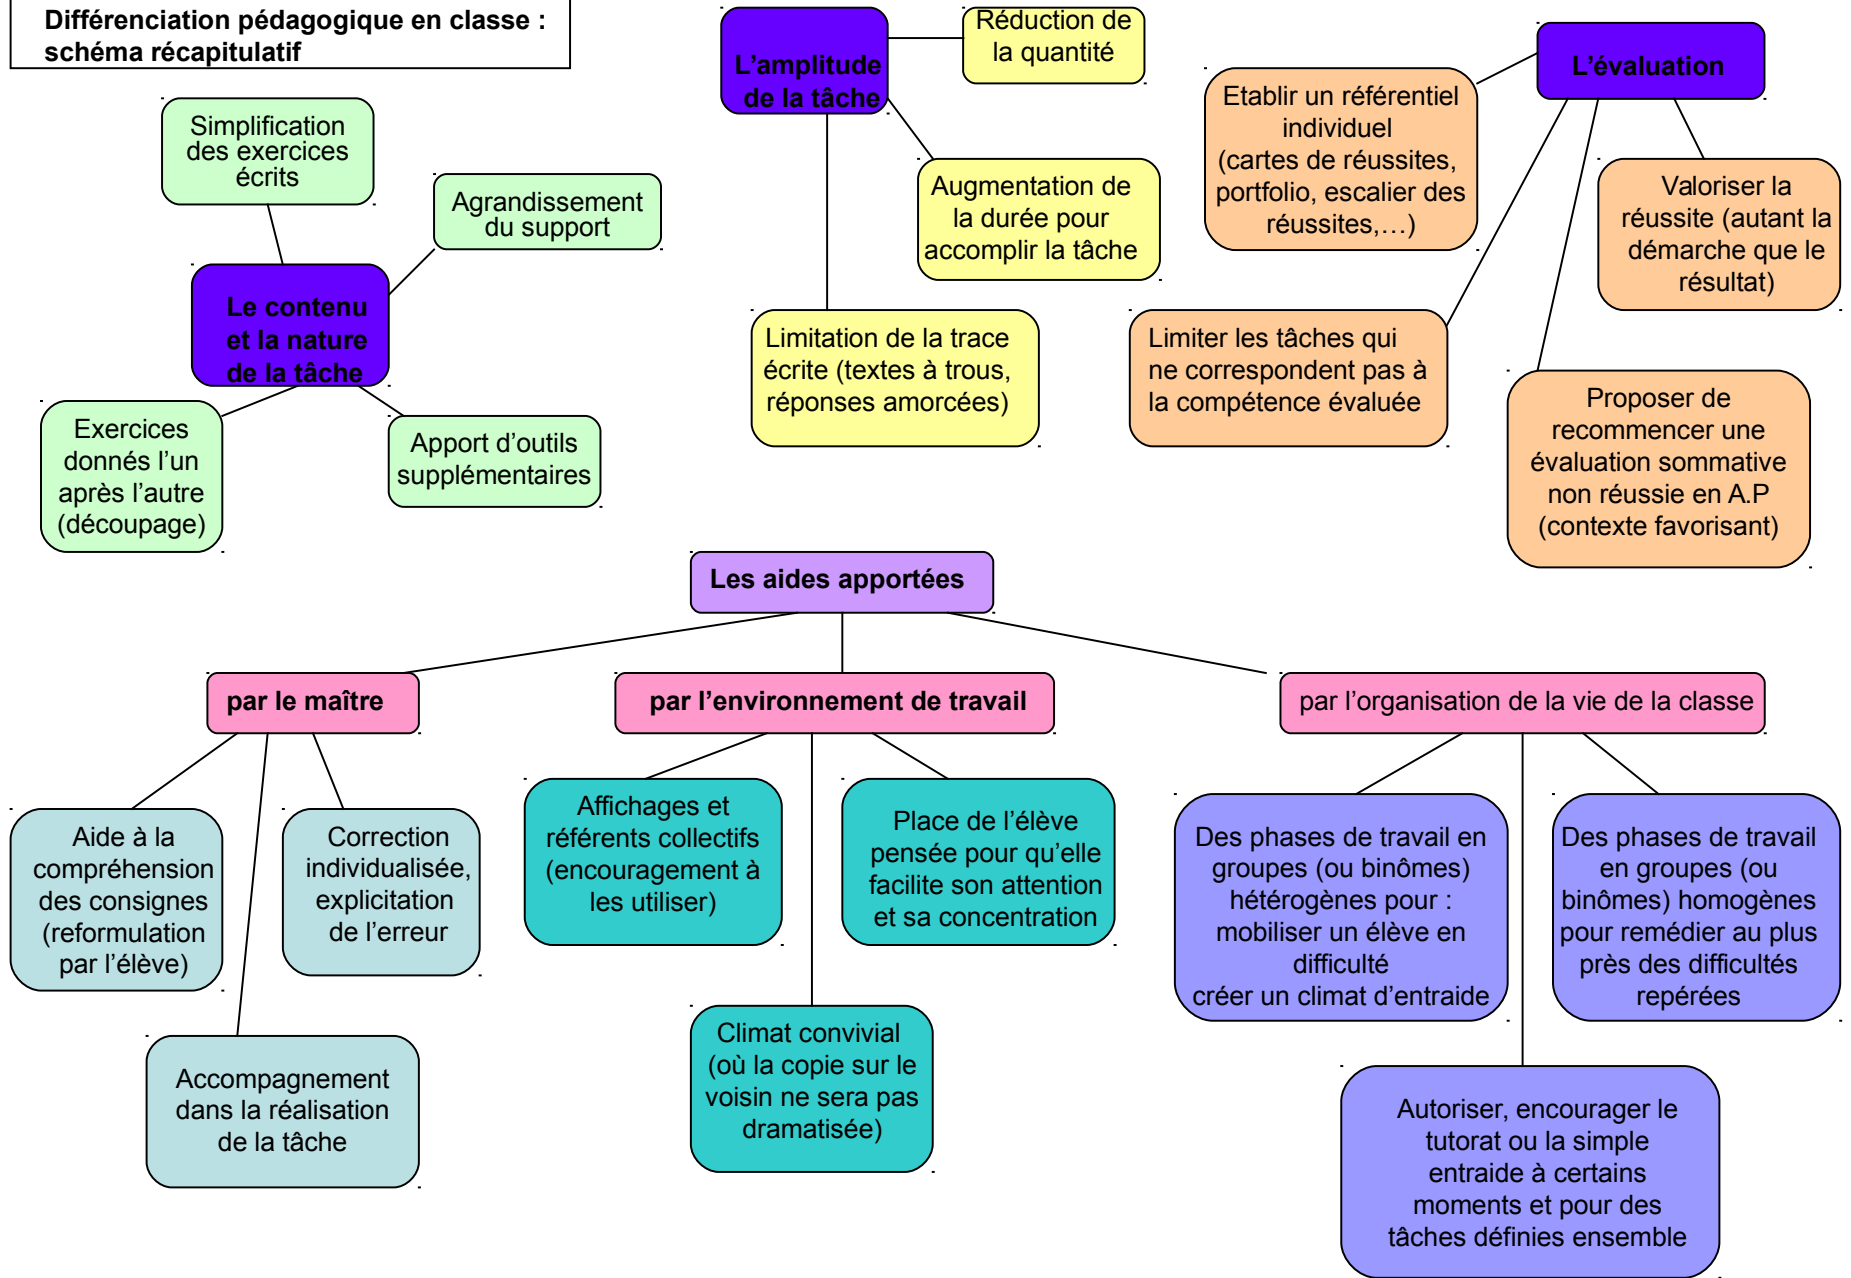 Différenciation pédagogique en classe :
schéma récapitulatif
Simplification
des exercices
écrits
Agrandissement
du support
Le contenu
et la nature
de la tâche
Exercices
donnés l’un
après l’autre
(découpage)
Apport d’outils
supplémentaires
L’amplitude
de la tâche
Réduction de
la quantité
Augmentation de
la durée pour
accomplir la tâche
Limitation de la trace
écrite (textes à trous,
réponses amorcées)
L’évaluation
Etablir un référentiel
individuel
(cartes de réussites,
portfolio, escalier des
réussites,…)
Valoriser la
réussite (autant la
démarche que le
résultat)
Limiter les tâches qui
ne correspondent pas à
la compétence évaluée
Proposer de
recommencer une
évaluation sommative
non réussie en A.P
(contexte favorisant)
Les aides apportées
par le maître
par l’environnement de travail
par l’organisation de la vie de la classe
Aide à la
compréhension
des consignes
(reformulation
par l’élève)
Correction
individualisée,
explicitation
de l’erreur
Accompagnement
dans la réalisation
de la tâche
Affichages et
référents collectifs
(encouragement à
les utiliser)
Place de l’élève
pensée pour qu’elle
facilite son attention
et sa concentration
Climat convivial
(où la copie sur le
voisin ne sera pas
dramatisée)
Des phases de travail en
groupes (ou binômes)
hétérogènes pour :
mobiliser un élève en
difficulté
créer un climat d’entraide
Des phases de travail
en groupes (ou
binômes) homogènes
pour remédier au plus
près des difficultés
repérées
Autoriser, encourager le
tutorat ou la simple
entraide à certains
moments et pour des
tâches définies ensemble